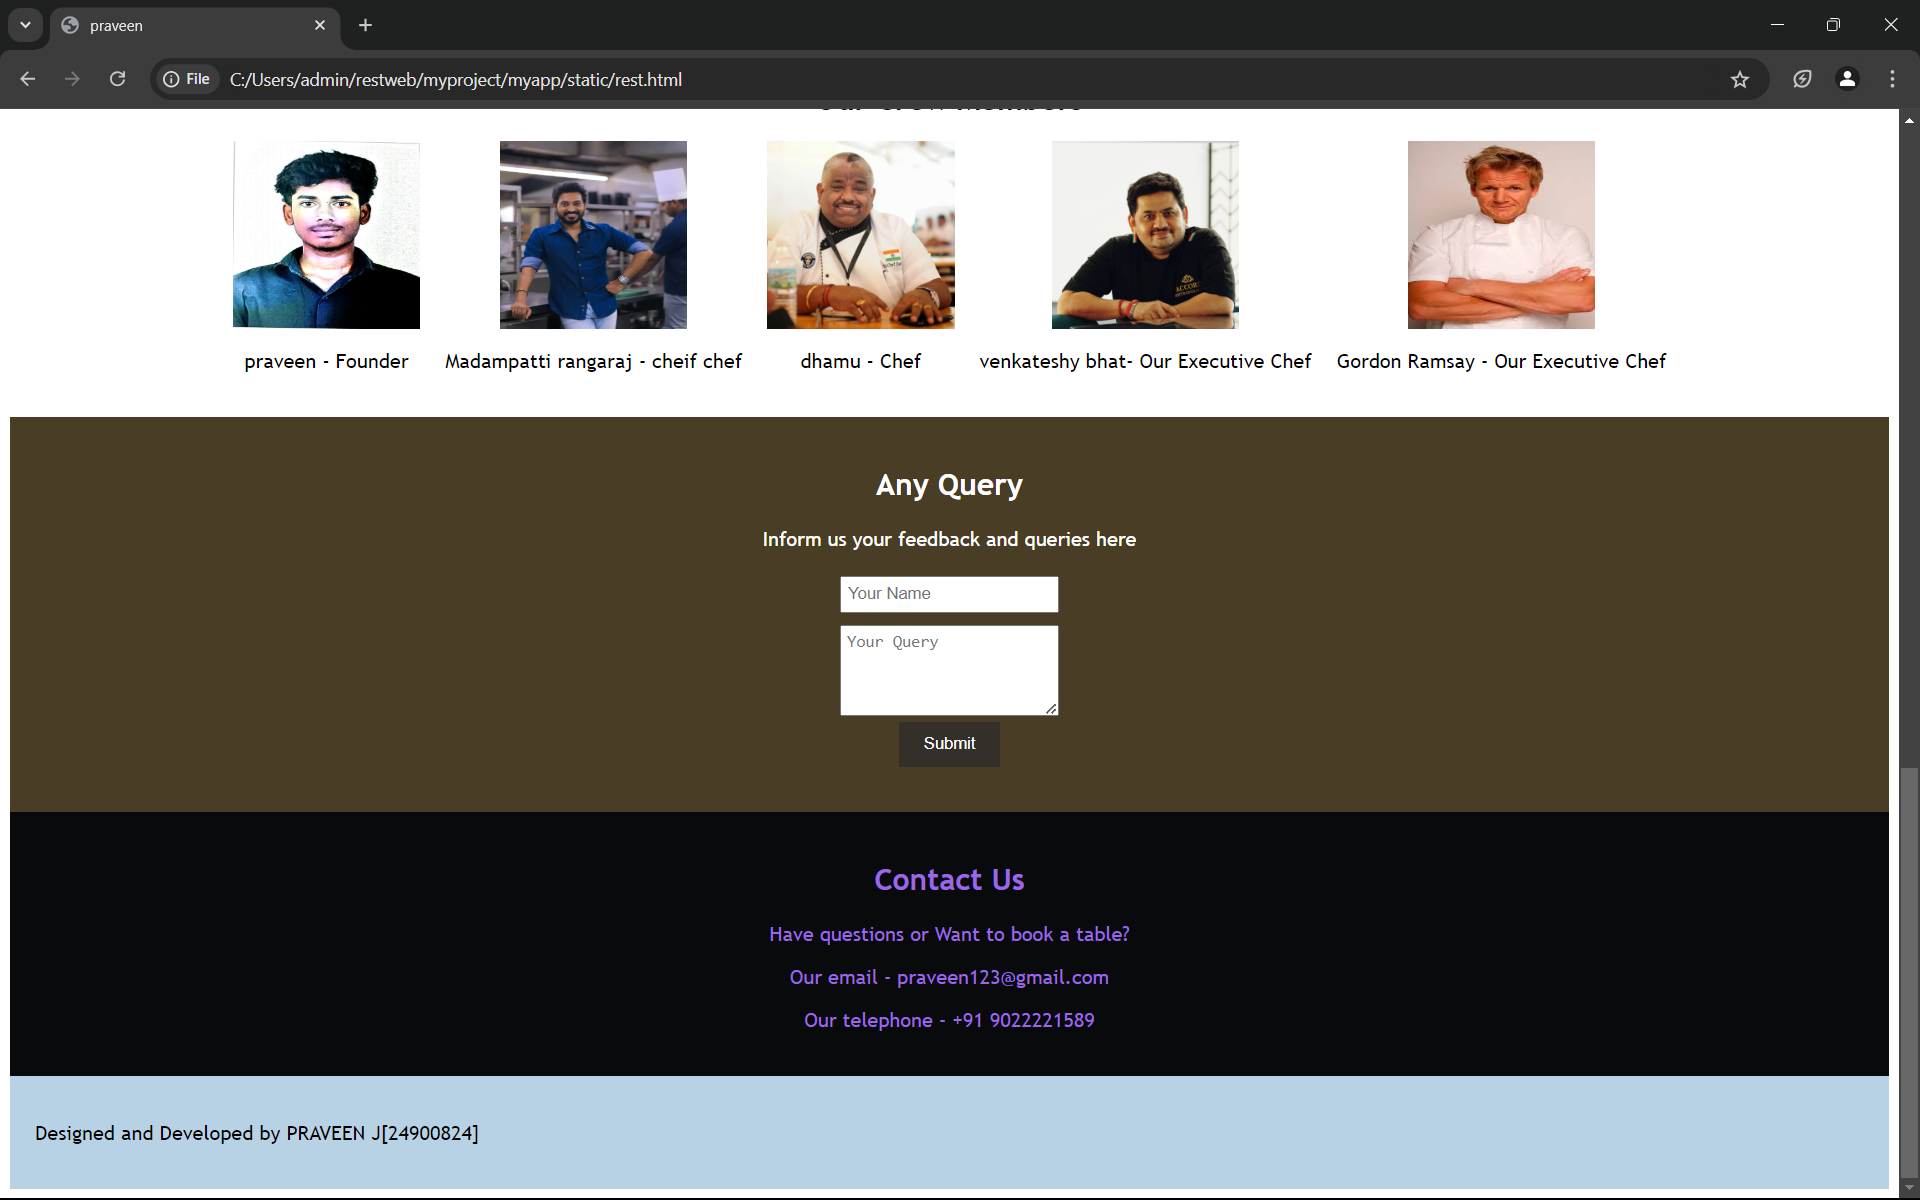 praveen
File C:/Users/admin/restweb/myproject/myapp/static/rest.html
Our Crew Members
praveen - Founder
Madampatti rangaraj - cheif chef
dhamu - Chef
venkateshy bhat- Our Executive Chef
Gordon Ramsay - Our Executive Chef
Any Query
Inform us your feedback and queries here
Your Name
Your Query
Submit
Contact Us
Have questions or Want to book a table?
Our email - praveen123@gmail.com
Our telephone - +91 9022221589
Designed and Developed by PRAVEEN J[24900824]